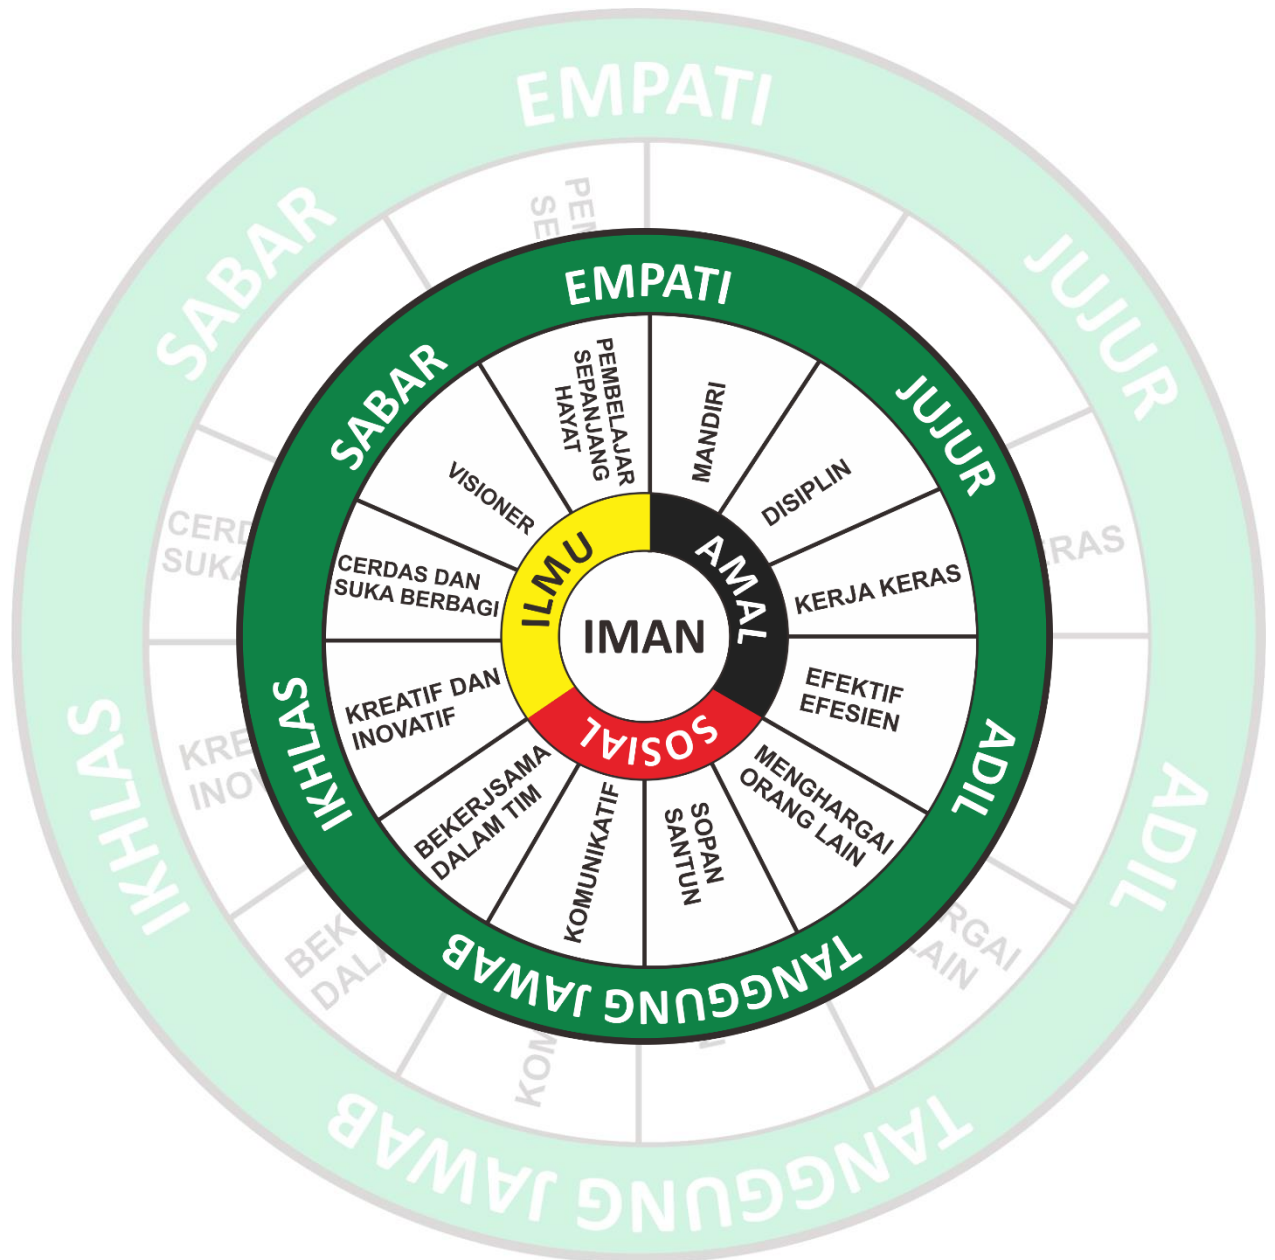 EMPATI
JUJUR
ADIL
TANGGUNG JAWAB
IKHLAS
SABAR
EMPATI
JUJUR
ADIL
TANGGUNG JAWAB
IKHLAS
SABAR
MANDIRI
DISIPLIN
KERJA KERAS
EFEKTIF
EFESIEN
MENGHARGAI
ORANG LAIN
SOPAN
SANTUN
KOMUNIKATIF
BEKERJSAMA
DALAM TIM
KREATIF DAN
INOVATIF
CERDAS DAN
SUKA BERBAGI
VISIONER
PEMBELAJAR
SEPANJANG
HAYAT
ILMU
AMAL
SOSIAL
IMAN